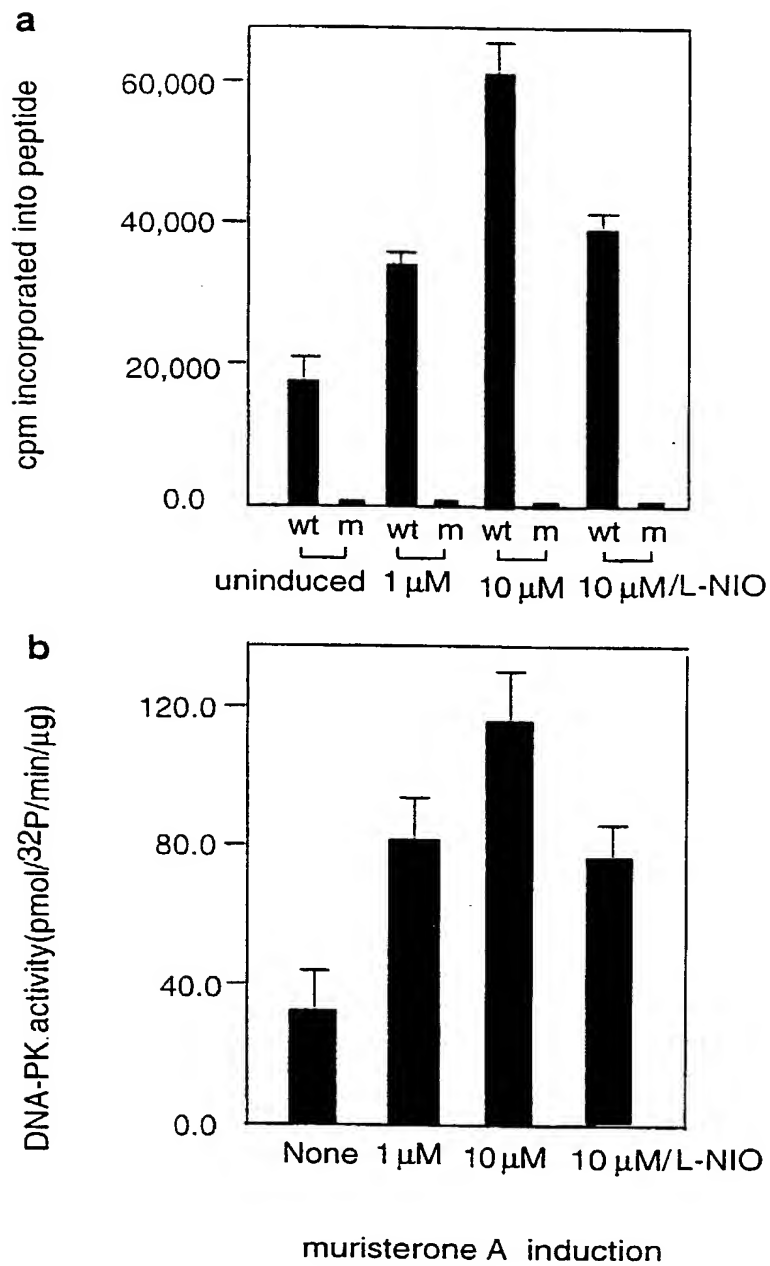 a
cpm incorporated into peptide
60,000
40,000
20,000
0.0
wt m wt m wt m wt m
uninduced 1 µM 10 µM 10 µM/L-NIO
b
DNA-PK.activity(pmol/32P/min/µg)
120.0
80.0
40.0
0.0
None 1 µM 10 µM 10 µM/L-NIO
muristerone A induction